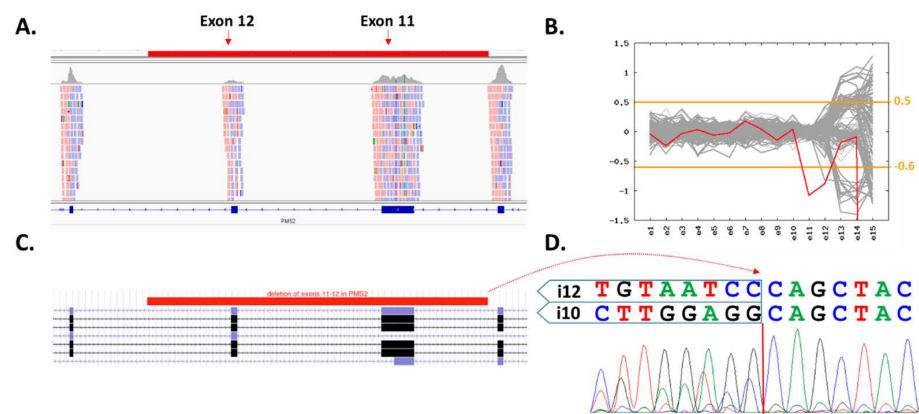 A.
Exon 12
Exon 11
PMS2
B.
1.5
1
0.5
0
-0.5
-1
-1.5
0.5
-0.6
e1
e2
e3
e4
e5
e6
e7
e8
e9
e10
e11
e12
e13
e14
e15
C.
deletion of exons 11-12 in PMS2
D.
i12 TGTAATCCCAGCTAC
i10 CTTGGAGGCAGCTAC